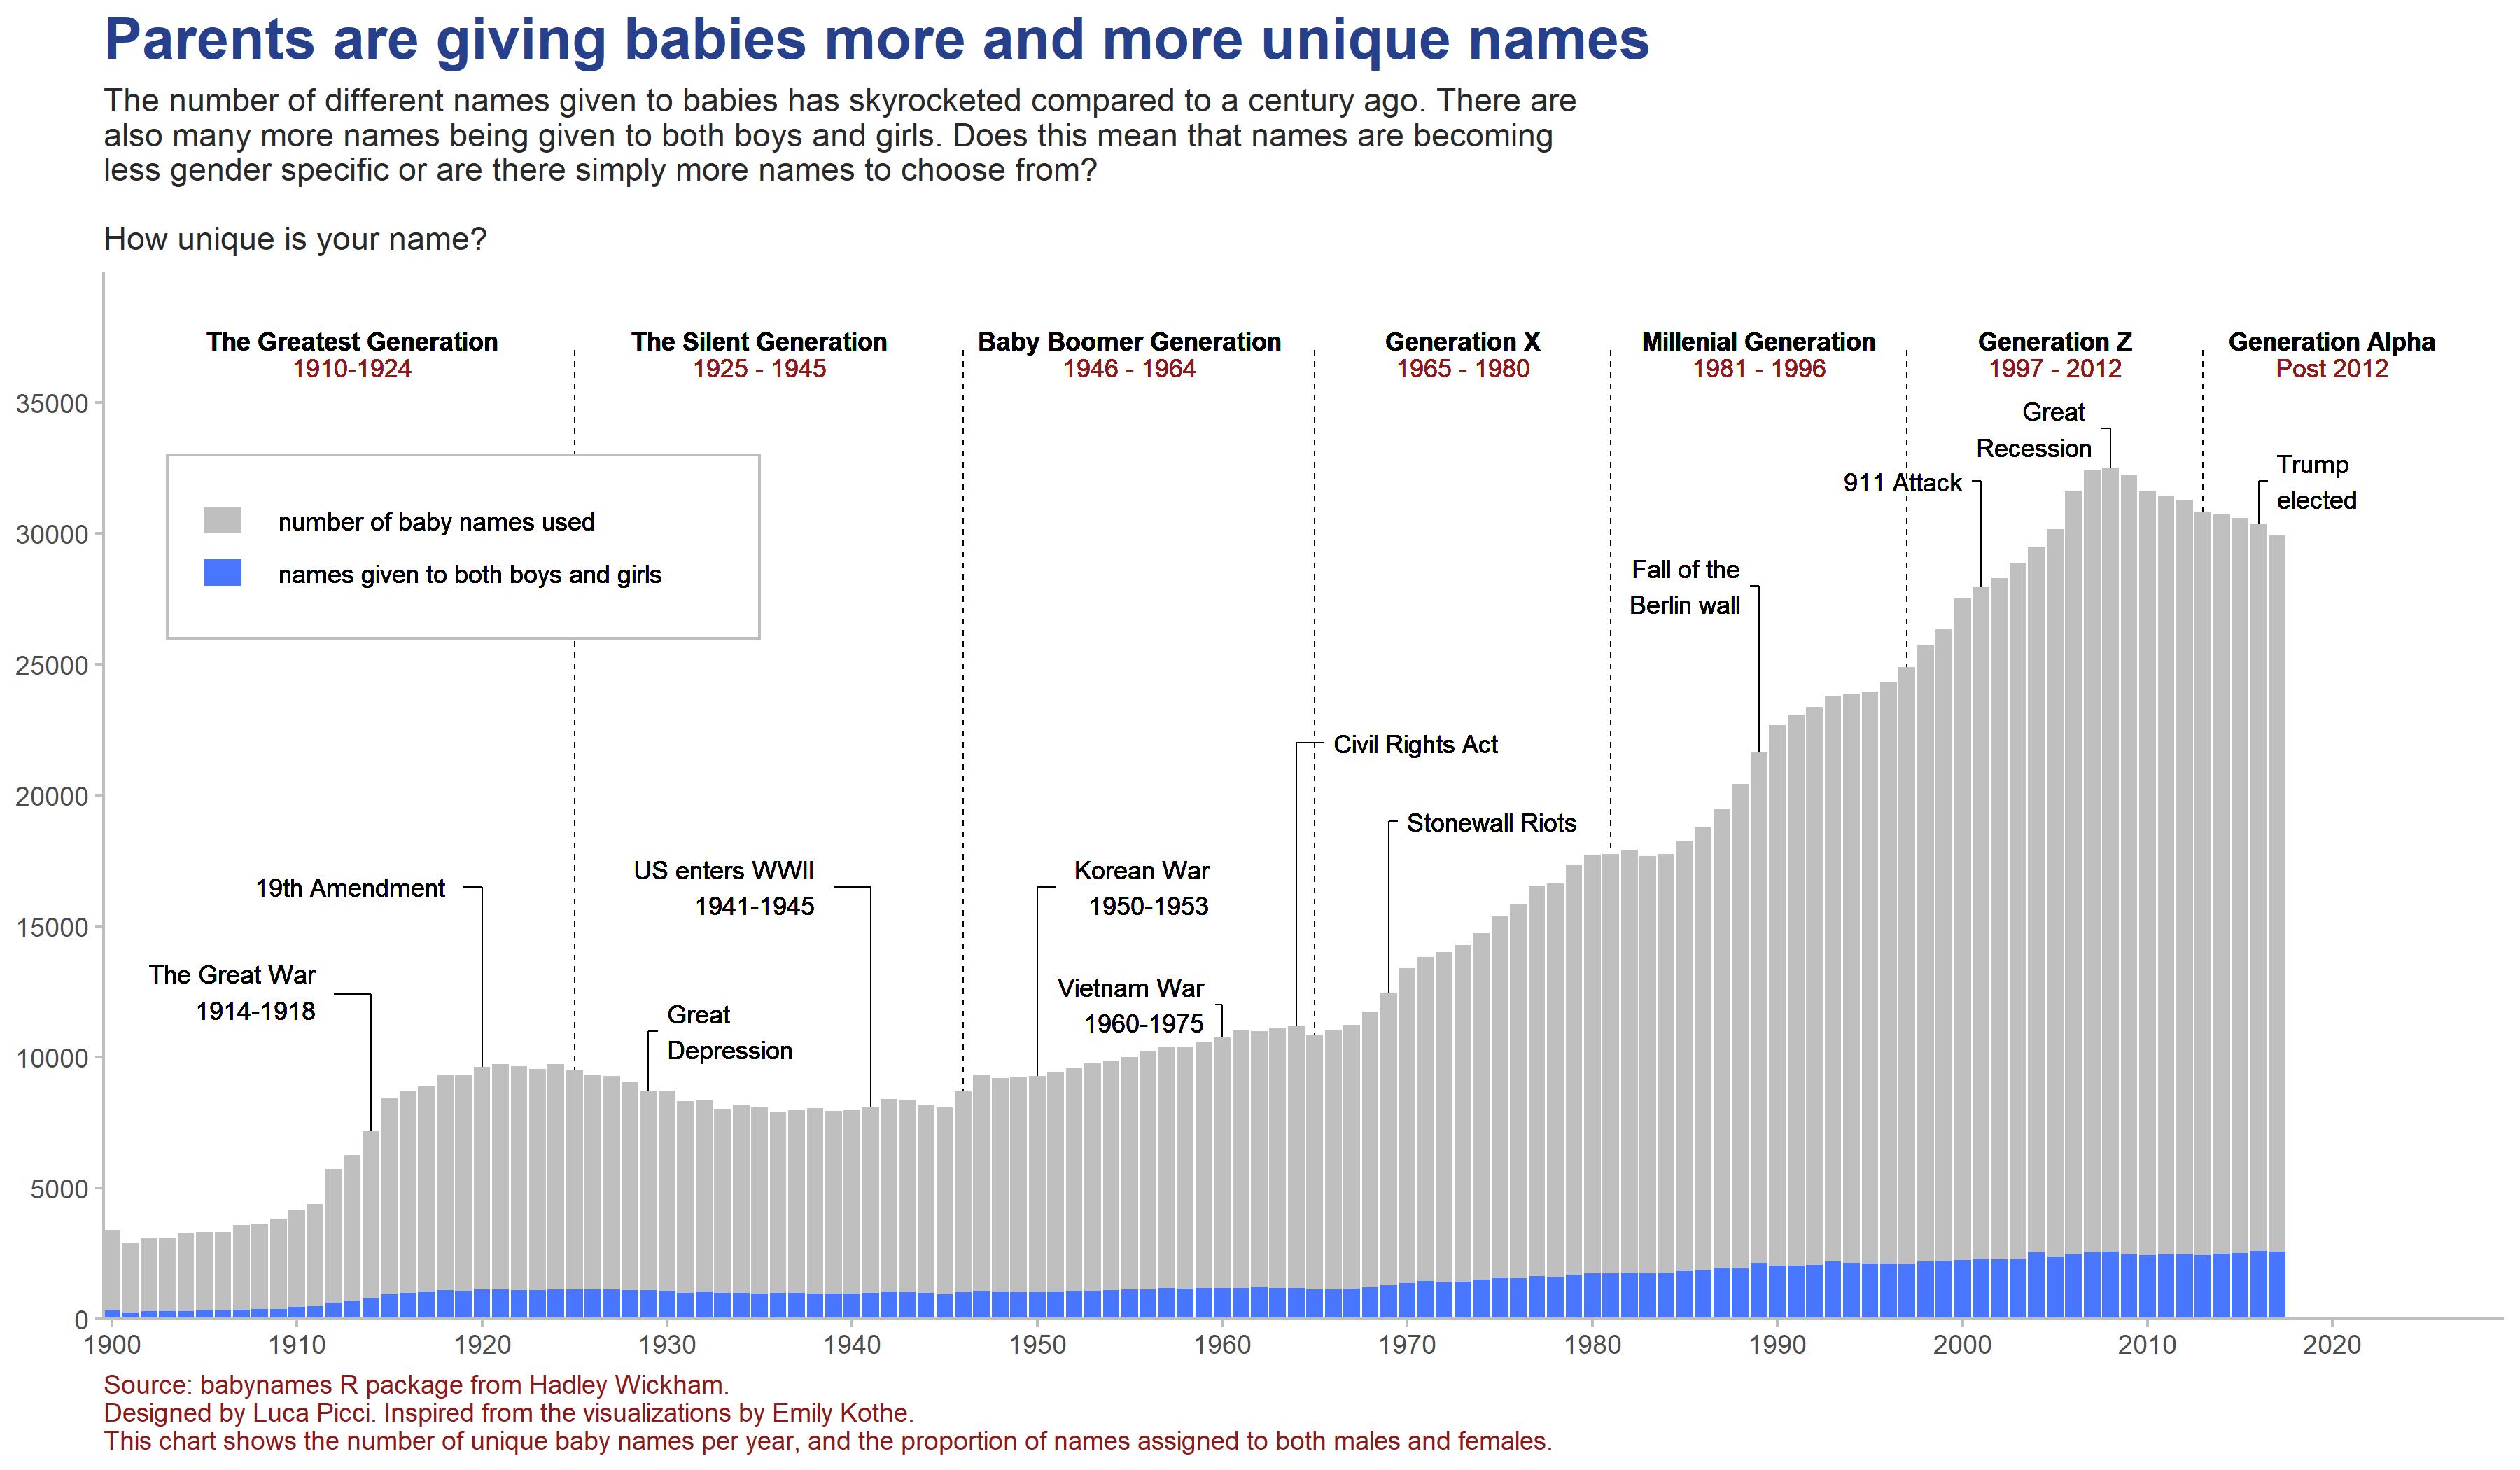 Parents are giving babies more and more unique names
The number of different names given to babies has skyrocketed compared to a century ago. There are
also many more names being given to both boys and girls. Does this mean that names are becoming
less gender specific or are there simply more names to choose from?
How unique is your name?
The Greatest Generation
1910-1924
The Silent Generation
1925 - 1945
Baby Boomer Generation
1946 - 1964
Generation X
1965 - 1980
Millenial Generation
1981 - 1996
Generation Z
1997 - 2012
Generation Alpha
Post 2012
35000
30000
25000
20000
15000
10000
5000
0
number of baby names used
names given to both boys and girls
The Great War
1914-1918
19th Amendment
Great
Depression
US enters WWII
1941-1945
Korean War
1950-1953
Vietnam War
1960-1975
Civil Rights Act
Stonewall Riots
Fall of the
Berlin wall
911 Attack
Great
Recession
Trump
elected
1900
1910
1920
1930
1940
1950
1960
1970
1980
1990
2000
2010
2020
Source: babynames R package from Hadley Wickham.
Designed by Luca Picci. Inspired from the visualizations by Emily Kothe.
This chart shows the number of unique baby names per year, and the proportion of names assigned to both males and females.